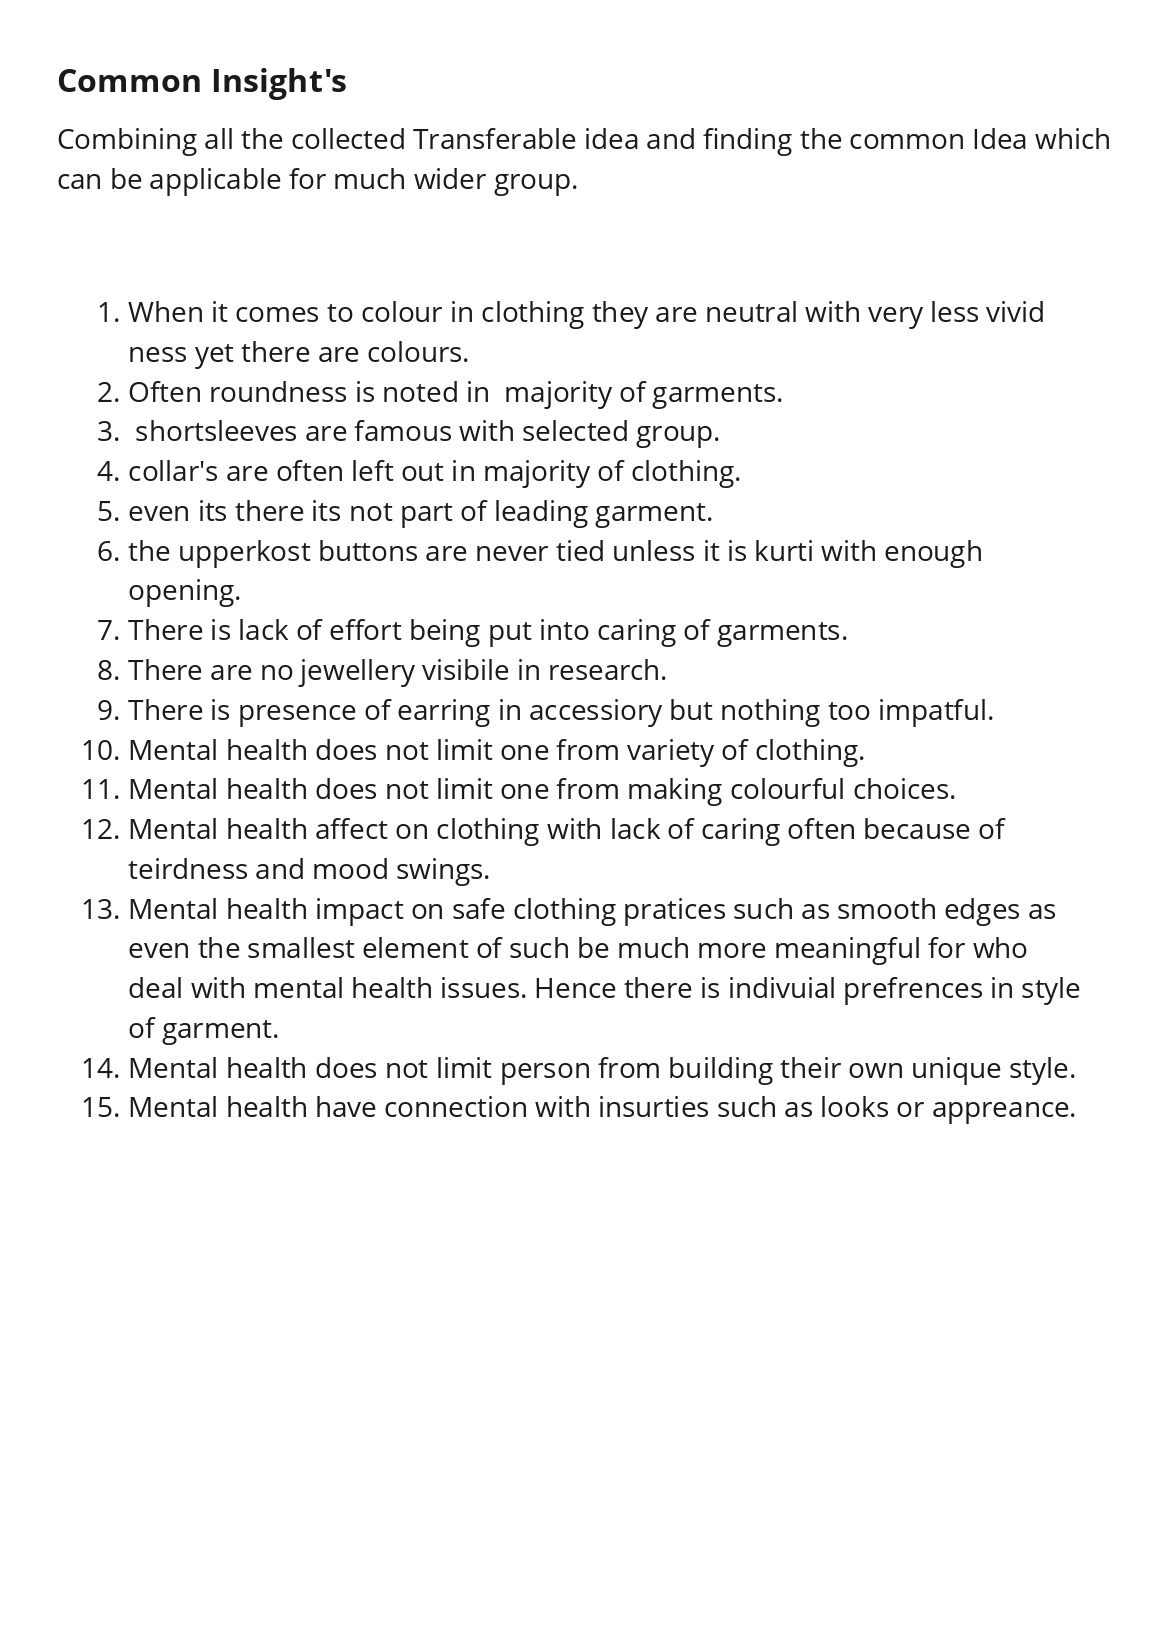 Common Insight's
Combining all the collected Transferable idea and finding the common Idea which
can be applicable for much wider group.
1. When it comes to colour in clothing they are neutral with very less vivid
ness yet there are colours.
2. Often roundness is noted in  majority of garments.
3.  shortsleeves are famous with selected group.
4. collar's are often left out in majority of clothing.
5. even its there its not part of leading garment.
6. the upperkost buttons are never tied unless it is kurti with enough
opening.
7. There is lack of effort being put into caring of garments.
8. There are no jewellery visibile in research.
9. There is presence of earring in accessiory but nothing too impatful.
10. Mental health does not limit one from variety of clothing.
11. Mental health does not limit one from making colourful choices.
12. Mental health affect on clothing with lack of caring often because of
teirdness and mood swings.
13. Mental health impact on safe clothing pratices such as smooth edges as
even the smallest element of such be much more meaningful for who
deal with mental health issues. Hence there is indivuial prefrences in style
of garment.
14. Mental health does not limit person from building their own unique style.
15. Mental health have connection with insurties such as looks or appreance.